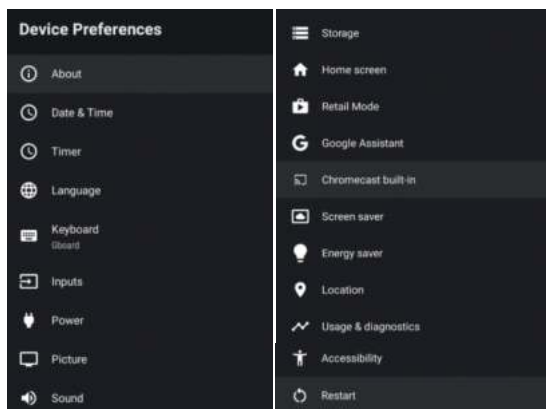 Device Preferences
About
Date & Time
Timer
Language
Keyboard
Gboard
Inputs
Power
Picture
Sound
Storage
Home screen
Retail Mode
Google Assistant
Chromecast built-in
Screen saver
Energy saver
Location
Usage & diagnostics
Accessibility
Restart